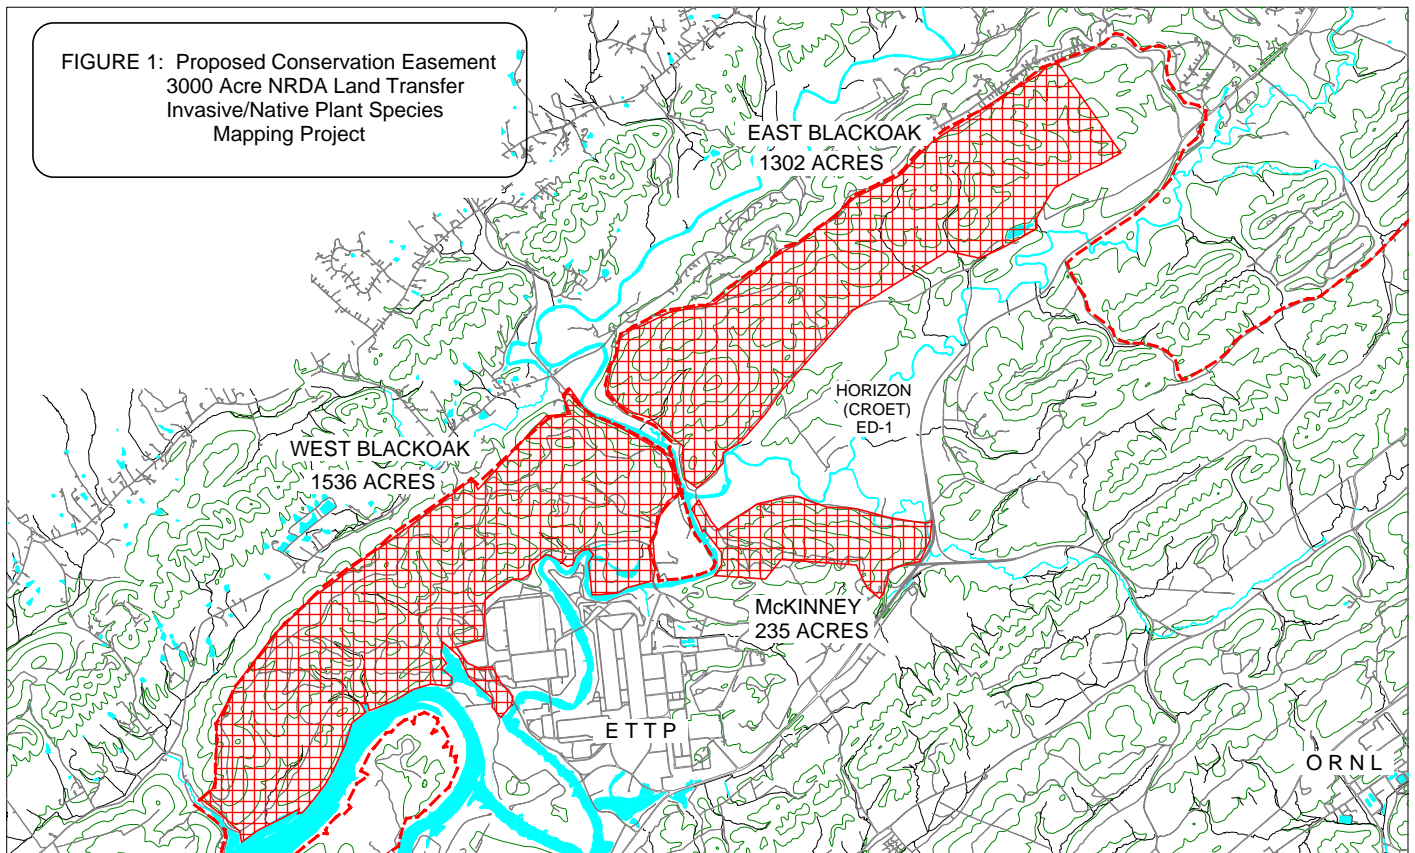 FIGURE 1: Proposed Conservation Easement
3000 Acre NRDA Land Transfer
Invasive/Native Plant Species
Mapping Project
EAST BLACKOAK
1302 ACRES
HORIZON
(CROET)
ED-1
WEST BLACKOAK
1536 ACRES
McKINNEY
235 ACRES
E T T P
O R N L